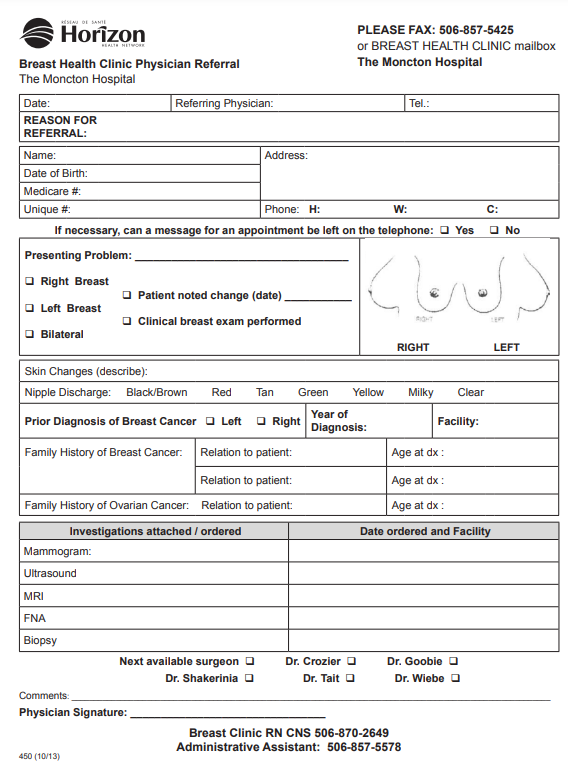 RÉSEAU DE SANTÉ
Horizon
HEALTH NETWORK
PLEASE FAX: 506-857-5425
or BREAST HEALTH CLINIC mailbox
The Moncton Hospital
Breast Health Clinic Physician Referral
The Moncton Hospital
Date: Referring Physician: Tel.:
REASON FOR
REFERRAL:
Name: Address:
Date of Birth:
Medicare #:
Unique #: Phone: H: W: C:
If necessary, can a message for an appointment be left on the telephone: ❑ Yes ❑ No
Presenting Problem: ___________________________________
❑ Right Breast
❑ Patient noted change (date) ___________
❑ Left Breast
❑ Clinical breast exam performed
❑ Bilateral
RIGHT LEFT
RIGHT LEFT
Skin Changes (describe):
Nipple Discharge: Black/Brown Red Tan Green Yellow Milky Clear
Prior Diagnosis of Breast Cancer ❑ Left ❑ Right Year of Diagnosis: Facility:
Family History of Breast Cancer: Relation to patient: Age at dx :
Relation to patient: Age at dx :
Family History of Ovarian Cancer: Relation to patient: Age at dx :
Investigations attached / ordered Date ordered and Facility
Mammogram:
Ultrasound
MRI
FNA
Biopsy
Next available surgeon ❑ Dr. Crozier ❑ Dr. Goobie ❑
Dr. Shakerinia ❑ Dr. Tait ❑ Dr. Wiebe ❑
Comments: ___________________________________
Physician Signature: ___________________________________
Breast Clinic RN CNS 506-870-2649
Administrative Assistant: 506-857-5578
450 (10/13)